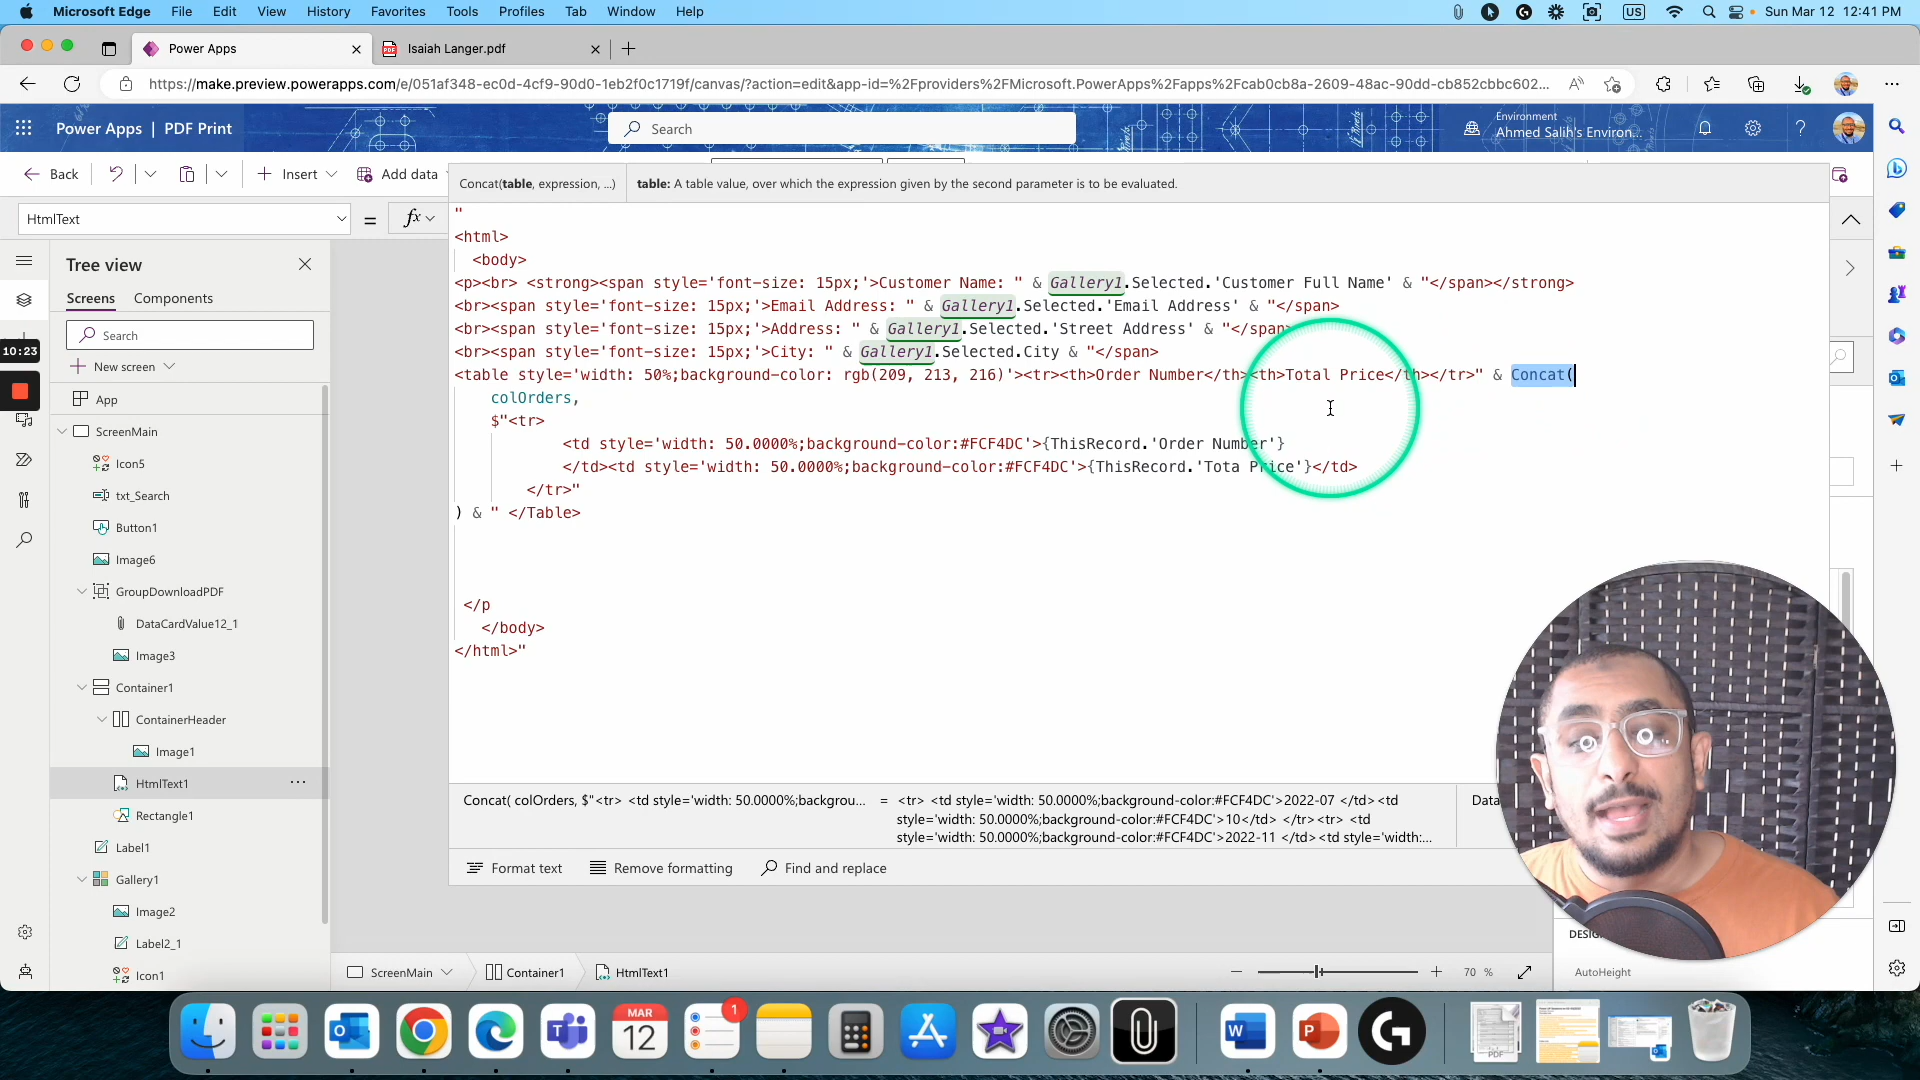 Microsoft Edge File Edit View History Favorites Tools Profiles Tab Window Help US Sun Mar 12 12:41 PM
Power Apps Isaiah Langer.pdf
https://make.preview.powerapps.com/e/051af348-ec0d-4cf9-90d0-1eb2f0c1719f/canvas/?action=edit&app-id=%2Fproviders%2FMicrosoft.PowerApps%2Fapps%2Fcab0cb8a-2609-48ac-90dd-cb852cbbc602...
Power Apps | PDF Print
Search
Environment
Ahmed Salih's Environ...
Back Insert Add data
Concat(table, expression, ...) table: A table value, over which the expression given by the second parameter is to be evaluated.
HtmlText = fx
"
<html>
<body>
<p><br> <strong><span style='font-size: 15px;'>Customer Name: " & Gallery1.Selected.'Customer Full Name' & "</span></strong>
<br><span style='font-size: 15px;'>Email Address: " & Gallery1.Selected.'Email Address' & "</span>
<br><span style='font-size: 15px;'>Address: " & Gallery1.Selected.'Street Address' & "</span>
<br><span style='font-size: 15px;'>City: " & Gallery1.Selected.City & "</span>
<table style='width: 50%;background-color: rgb(209, 213, 216)'><tr><th>Order Number</th><th>Total Price</th></tr>" & Concat(
colOrders,
$"<tr>
<td style='width: 50.0000%;background-color:#FCF4DC'>{ThisRecord.'Order Number'}
</td><td style='width: 50.0000%;background-color:#FCF4DC'>{ThisRecord.'Tota Price'}</td>
</tr>"
) & " </Table>
</p
</body>
</html>"
Tree view
Screens Components
Search
10:23
New screen
App
ScreenMain
Icon5
txt_Search
Button1
Image6
GroupDownloadPDF
DataCardValue12_1
Image3
Container1
ContainerHeader
Image1
HtmlText1
Rectangle1
Label1
Gallery1
Image2
Label2_1
Icon1
Concat( colOrders, $"<tr> <td style='width: 50.0000%;backgrou... = <tr> <td style='width: 50.0000%;background-color:#FCF4DC'>2022-07 </td><td
style='width: 50.0000%;background-color:#FCF4DC'>10</td> </tr><tr> <td
style='width: 50.0000%;background-color:#FCF4DC'>2022-11 </td><td style='width:...
Data
Format text Remove formatting Find and replace
DESIG
ScreenMain Container1 HtmlText1 70 %
AutoHeight
MAR
12
1
PDF